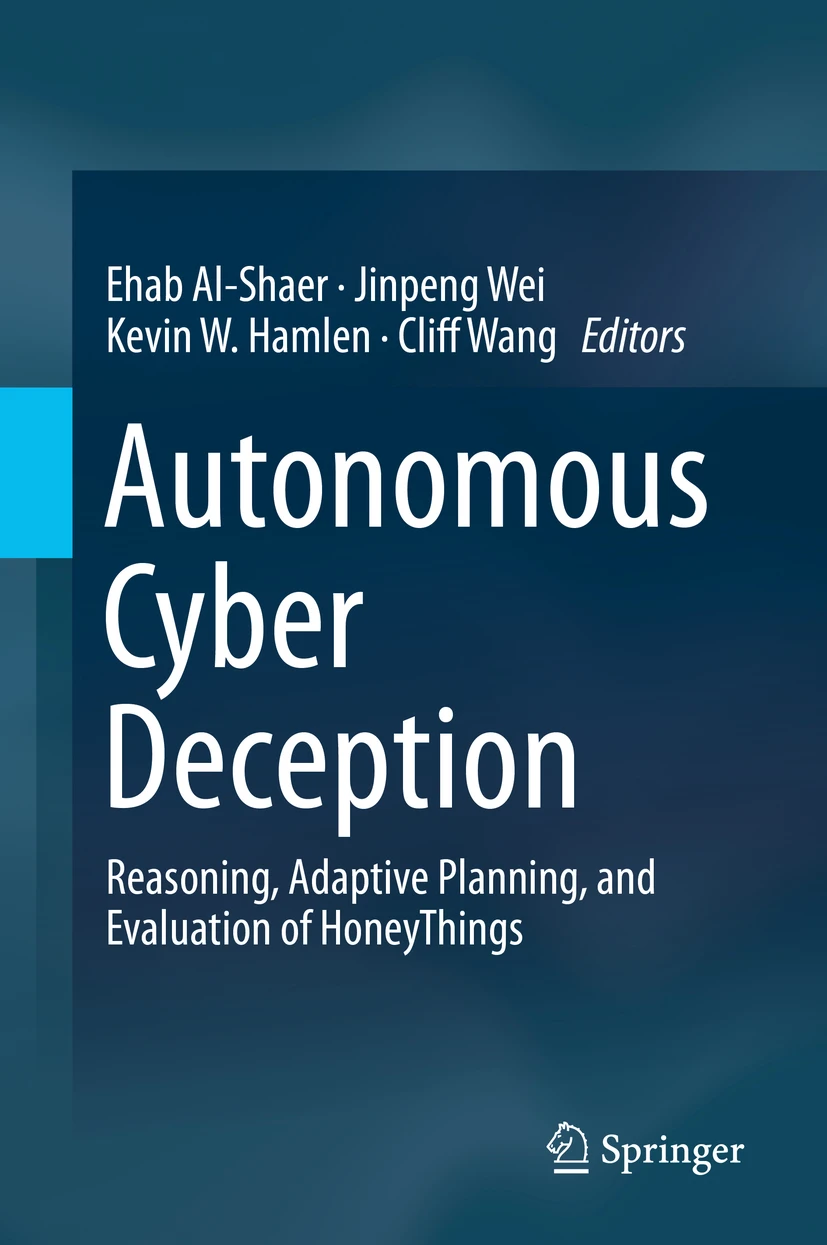 Ehab Al-Shaer · Jinpeng Wei
Kevin W. Hamlen · Cliff Wang Editors
Autonomous
Cyber
Deception
Reasoning, Adaptive Planning, and
Evaluation of HoneyThings
Springer